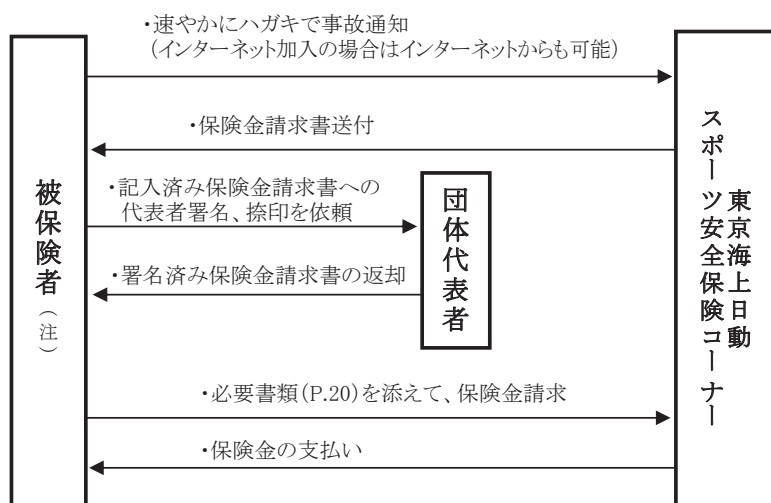 ・速やかにハガキで事故通知
(インターネット加入の場合はインターネットからも可能)
・保険金請求書送付
・記入済み保険金請求書への
代表者署名、捺印を依頼
・署名済み保険金請求書の返却
・必要書類(P.20)を添えて、保険金請求
・保険金の支払い
被保険者(注)
団体代表者
東京海上日動
スポーツ安全保険コーナー